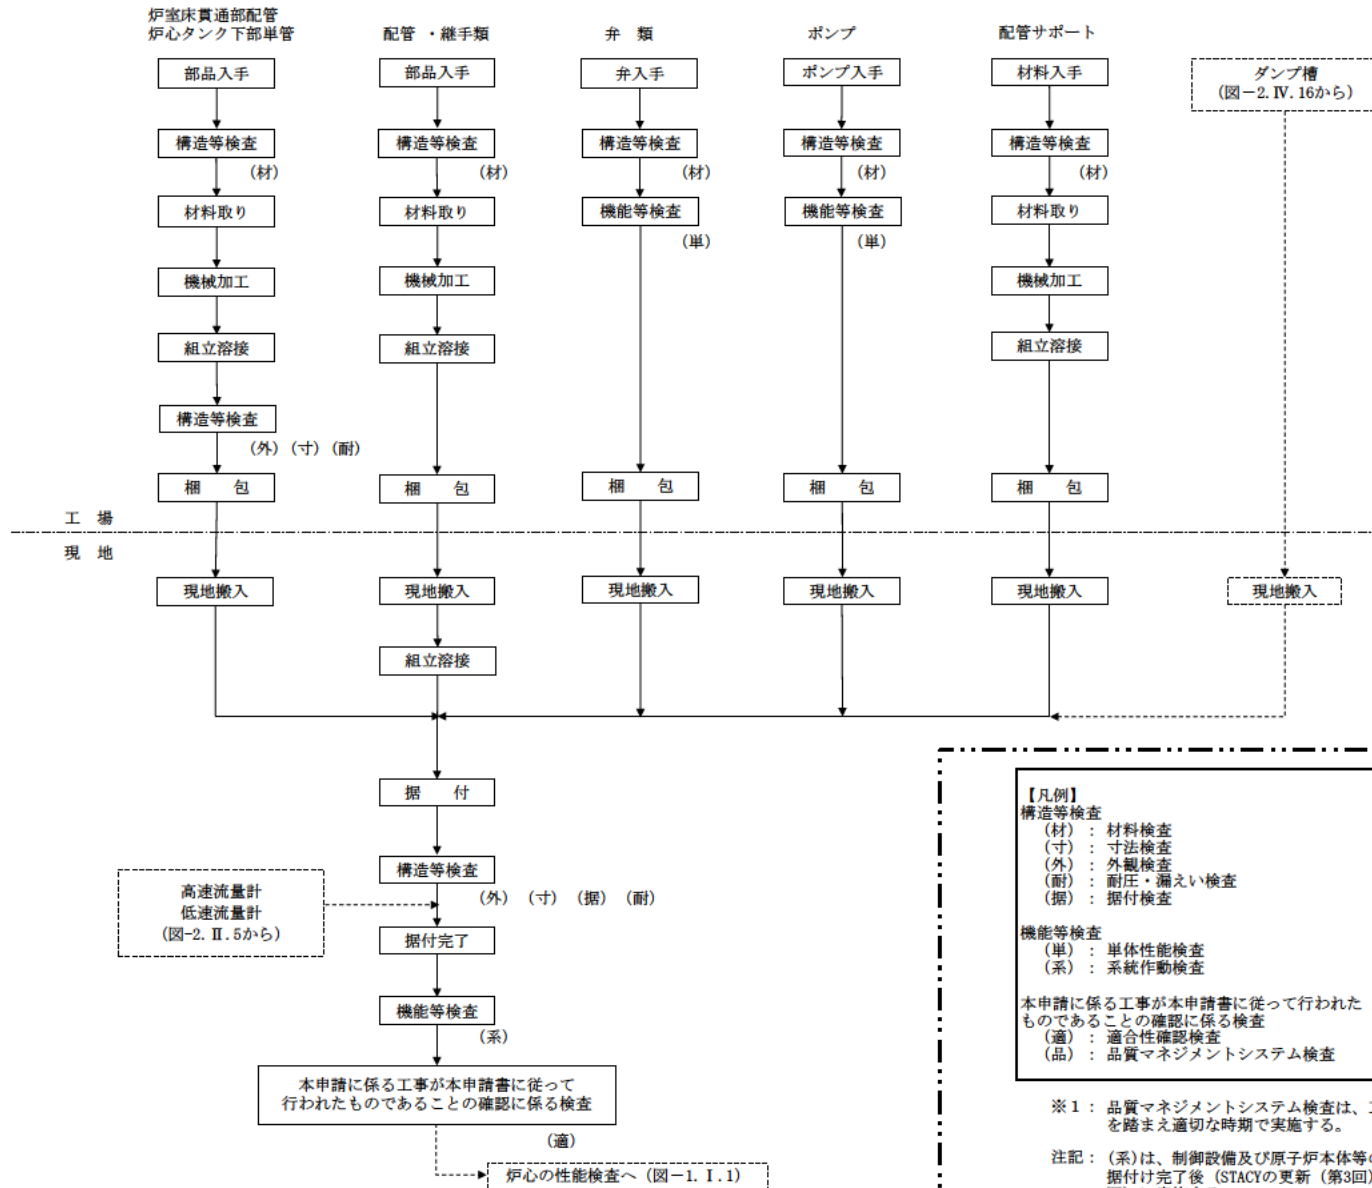 炉室床貫通部配管
炉心タンク下部単管
配管 ・継手類
弁 類
ポンプ
配管サポート
部品入手
部品入手
弁入手
ポンプ入手
材料入手
ダンプ槽
(図－2.Ⅳ.16から)
構造等検査
構造等検査
構造等検査
構造等検査
構造等検査
(材)
(材)
(材)
(材)
(材)
材料取り
材料取り
機能等検査
機能等検査
材料取り
(単)
(単)
機械加工
機械加工
機械加工
組立溶接
組立溶接
組立溶接
構造等検査
(外) (寸) (耐)
梱 包
梱 包
梱 包
梱 包
梱 包
工 場
現 地
現地搬入
現地搬入
現地搬入
現地搬入
現地搬入
現地搬入
組立溶接
据 付
構造等検査
(外) (寸) (据) (耐)
高速流量計
低速流量計
(図-2.Ⅱ.5から)
据付完了
機能等検査
(系)
本申請に係る工事が本申請書に従って
行われたものであることの確認に係る検査
(適)
炉心の性能検査へ (図－1.Ⅰ.1)
【凡例】
構造等検査
(材) : 材料検査
(寸) : 寸法検査
(外) : 外観検査
(耐) : 耐圧・漏えい検査
(据) : 据付検査
機能等検査
(単) : 単体性能検査
(系) : 系統作動検査
本申請に係る工事が本申請書に従って行われた
ものであることの確認に係る検査
(適) : 適合性確認検査
(品) : 品質マネジメントシステム検査
※1: 品質マネジメントシステム検査は、
を踏まえ適切な時期で実施する。
注記: (系)は、制御設備及び原子炉本体等の
据付け完了後 (STACYの更新 (第3回)